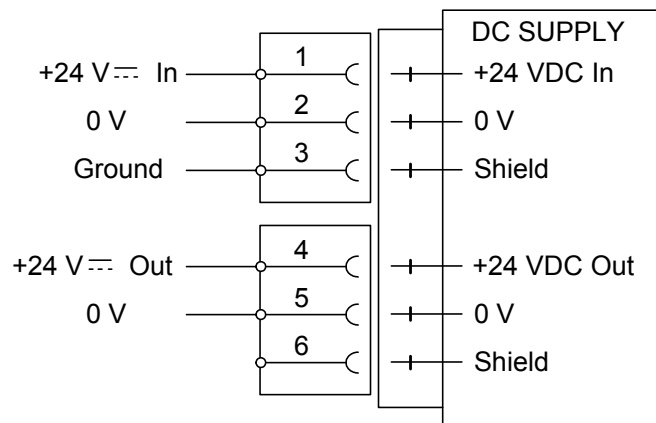 DC SUPPLY
+24 V ⎓ In 1 +24 VDC In
0 V 2 0 V
Ground 3 Shield
+24 V ⎓ Out 4 +24 VDC Out
0 V 5 0 V
6 Shield